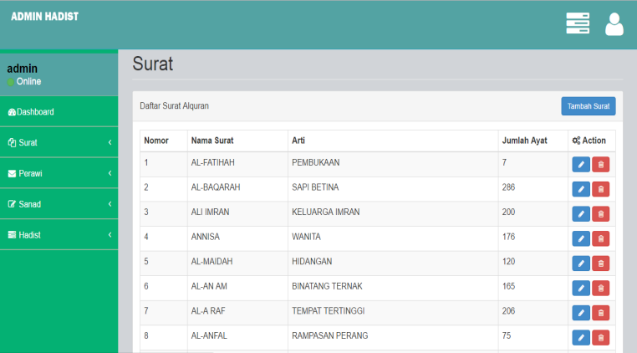 ADMIN HADIST
admin
Online
Dashboard
Surat
Perawi
Sanad
Hadist
Surat
Daftar Surat Alquran Tambah Surat
Nomor Nama Surat Arti Jumlah Ayat Action
1 AL-FATIHAH PEMBUKAAN 7
2 AL-BAQARAH SAPI BETINA 286
3 ALI IMRAN KELUARGA IMRAN 200
4 ANNISA WANITA 176
5 AL-MAIDAH HIDANGAN 120
6 AL-AN AM BINATANG TERNAK 165
7 AL-A RAF TEMPAT TERTINGGI 206
8 AL-ANFAL RAMPASAN PERANG 75